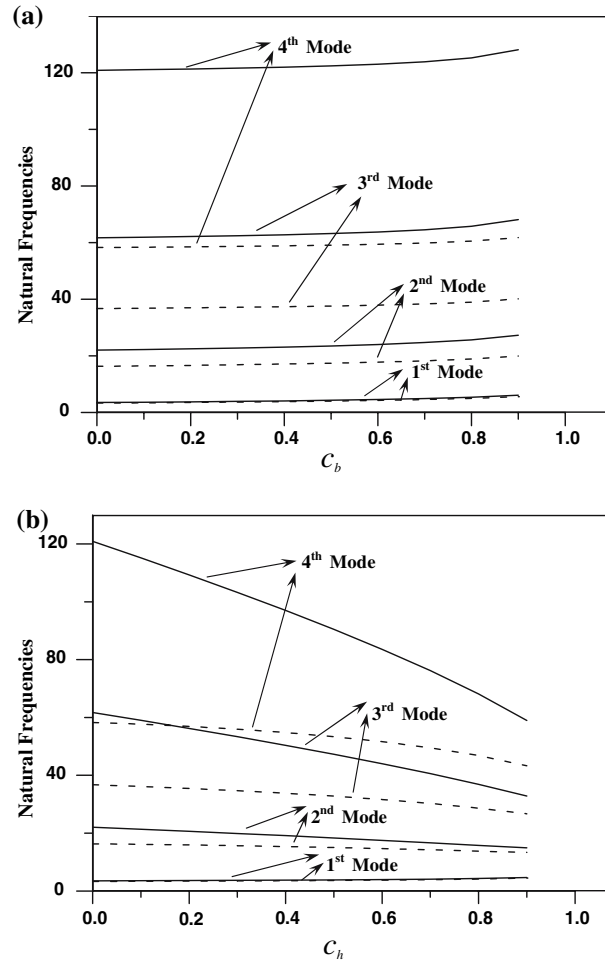 (a)
120
4th Mode
80
3rd Mode
Natural Frequencies
40
2nd Mode
1st Mode
0
0.0 0.2 0.4 0.6 0.8 1.0
c_b
(b)
120
4th Mode
80
3rd Mode
Natural Frequencies
40
2nd Mode
1st Mode
0
0.0 0.2 0.4 0.6 0.8 1.0
c_h